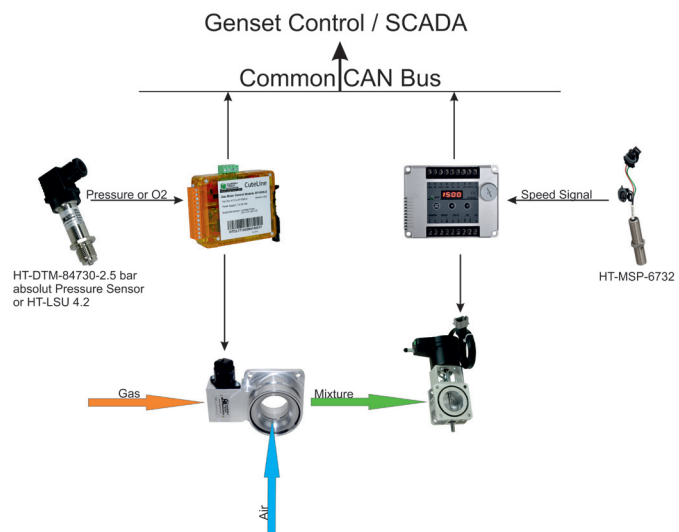 Genset Control / SCADA
Common CAN Bus
Pressure or O2
CuteLine
1500
Speed Signal
HT-DTM-84730-2.5 bar
absolut Pressure Sensor
or HT-LSU 4.2
HT-MSP-6732
Gas
Mixture
Air